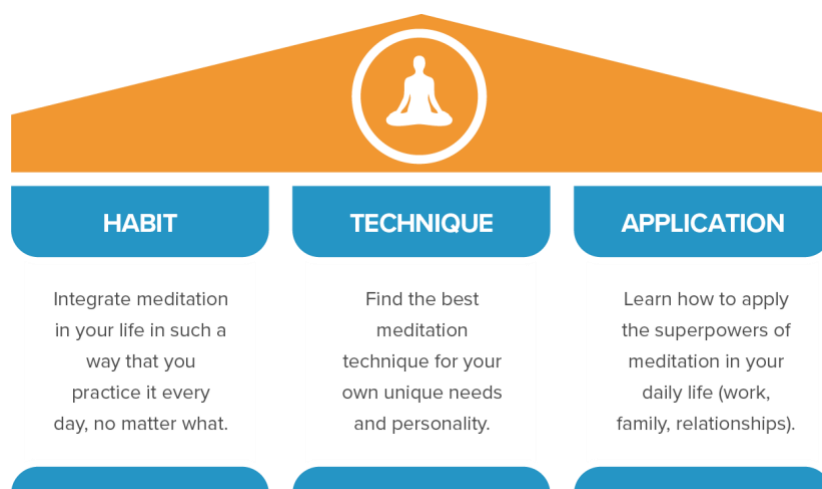 HABIT
Integrate meditation
in your life in such a
way that you
practice it every
day, no matter what.
TECHNIQUE
Find the best
meditation
technique for your
own unique needs
and personality.
APPLICATION
Learn how to apply
the superpowers of
meditation in your
daily life (work,
family, relationships).